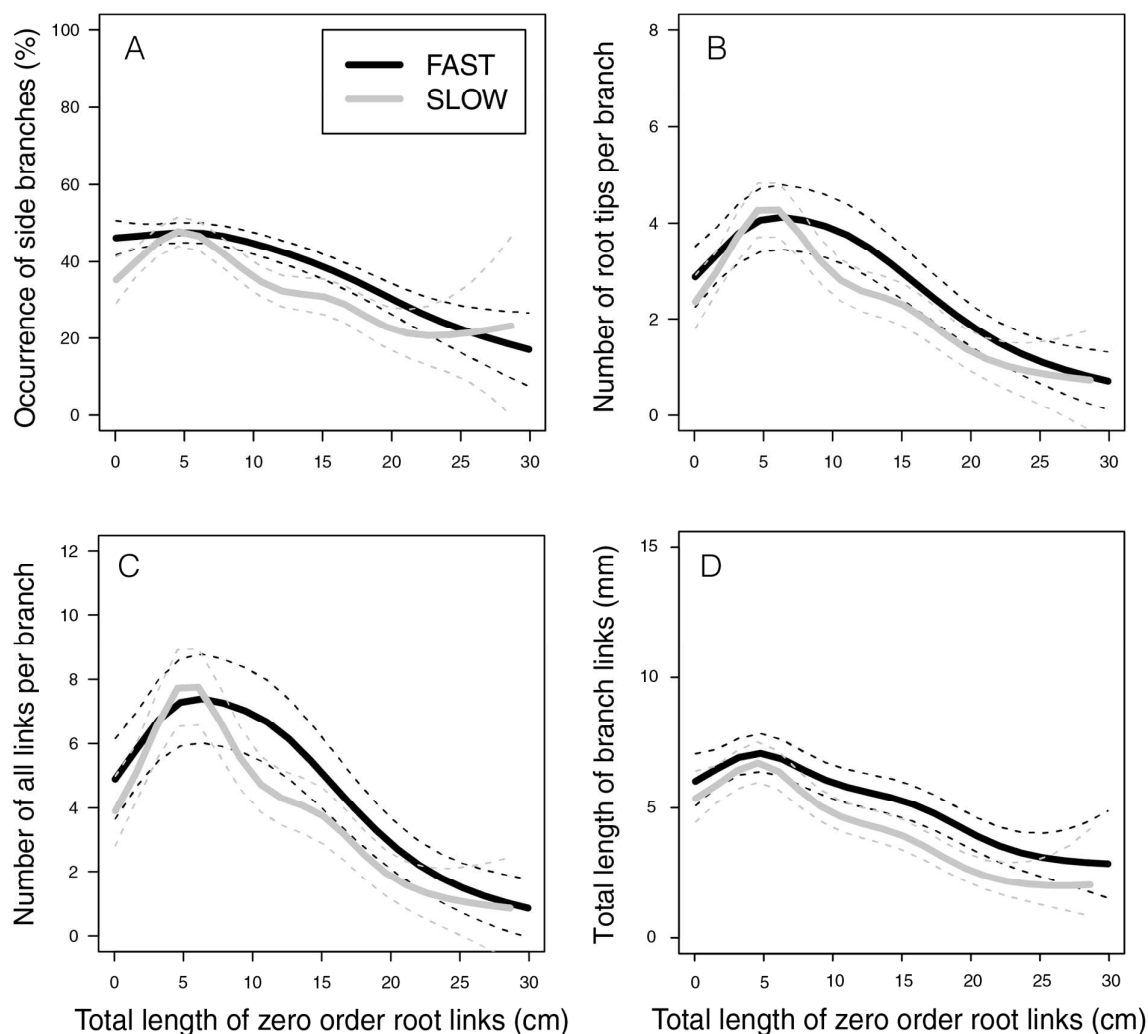 A
FAST
SLOW
Occurrence of side branches (%)
100
80
60
40
20
0
0 5 10 15 20 25 30
B
Number of root tips per branch
8
6
4
2
0
0 5 10 15 20 25 30
C
Number of all links per branch
12
10
8
6
4
2
0
0 5 10 15 20 25 30
Total length of zero order root links (cm)
D
Total length of branch links (mm)
15
10
5
0
0 5 10 15 20 25 30
Total length of zero order root links (cm)